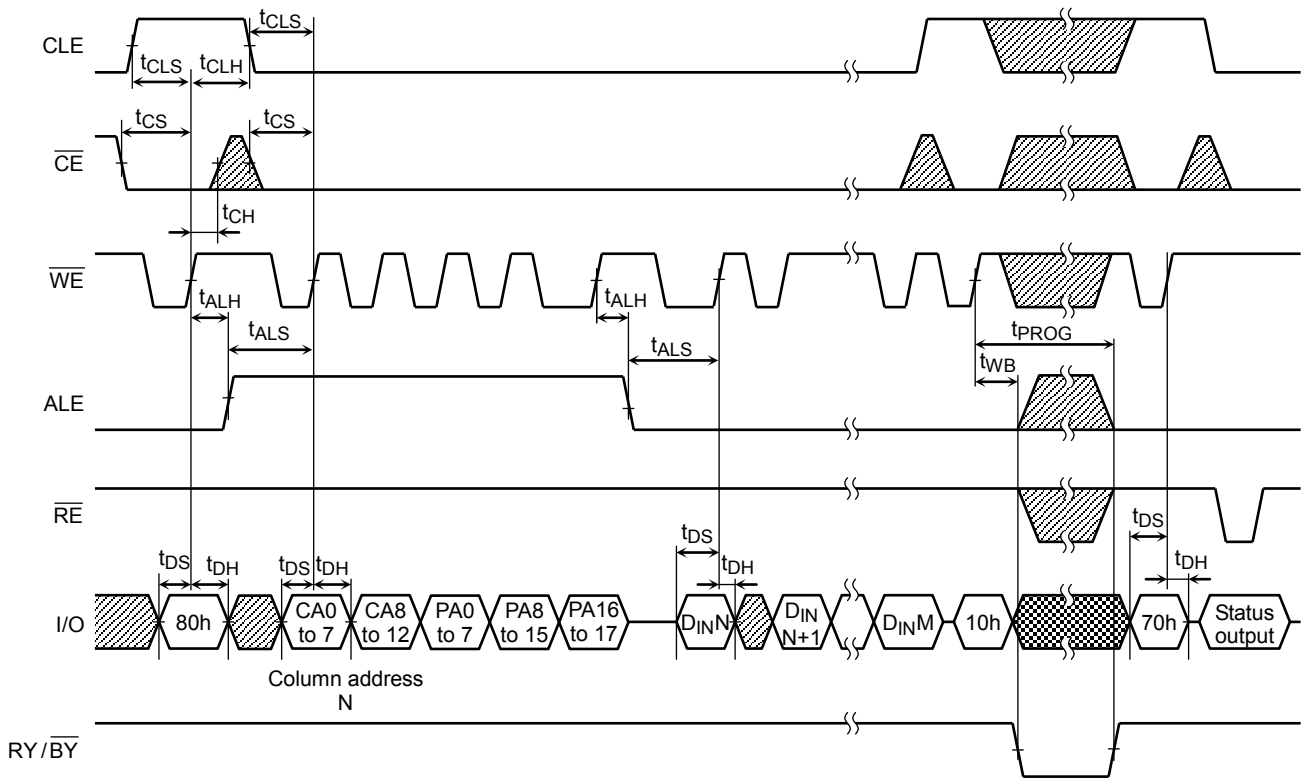 tCLS
CLE
tCLS tCLH
tCS tCS
CE
tCH
WE
tALH tALH
tALS tALS
tPROG
tWB
ALE
RE
tDS tDH tDS tDH tDS tDH tDS tDH
I/O
80h
CA0 to 7
CA8 to 12
PA0 to 7
PA8 to 15
PA16 to 17
DINN
DIN N+1
DINM
10h
70h
Status output
Column address
N
RY/BY